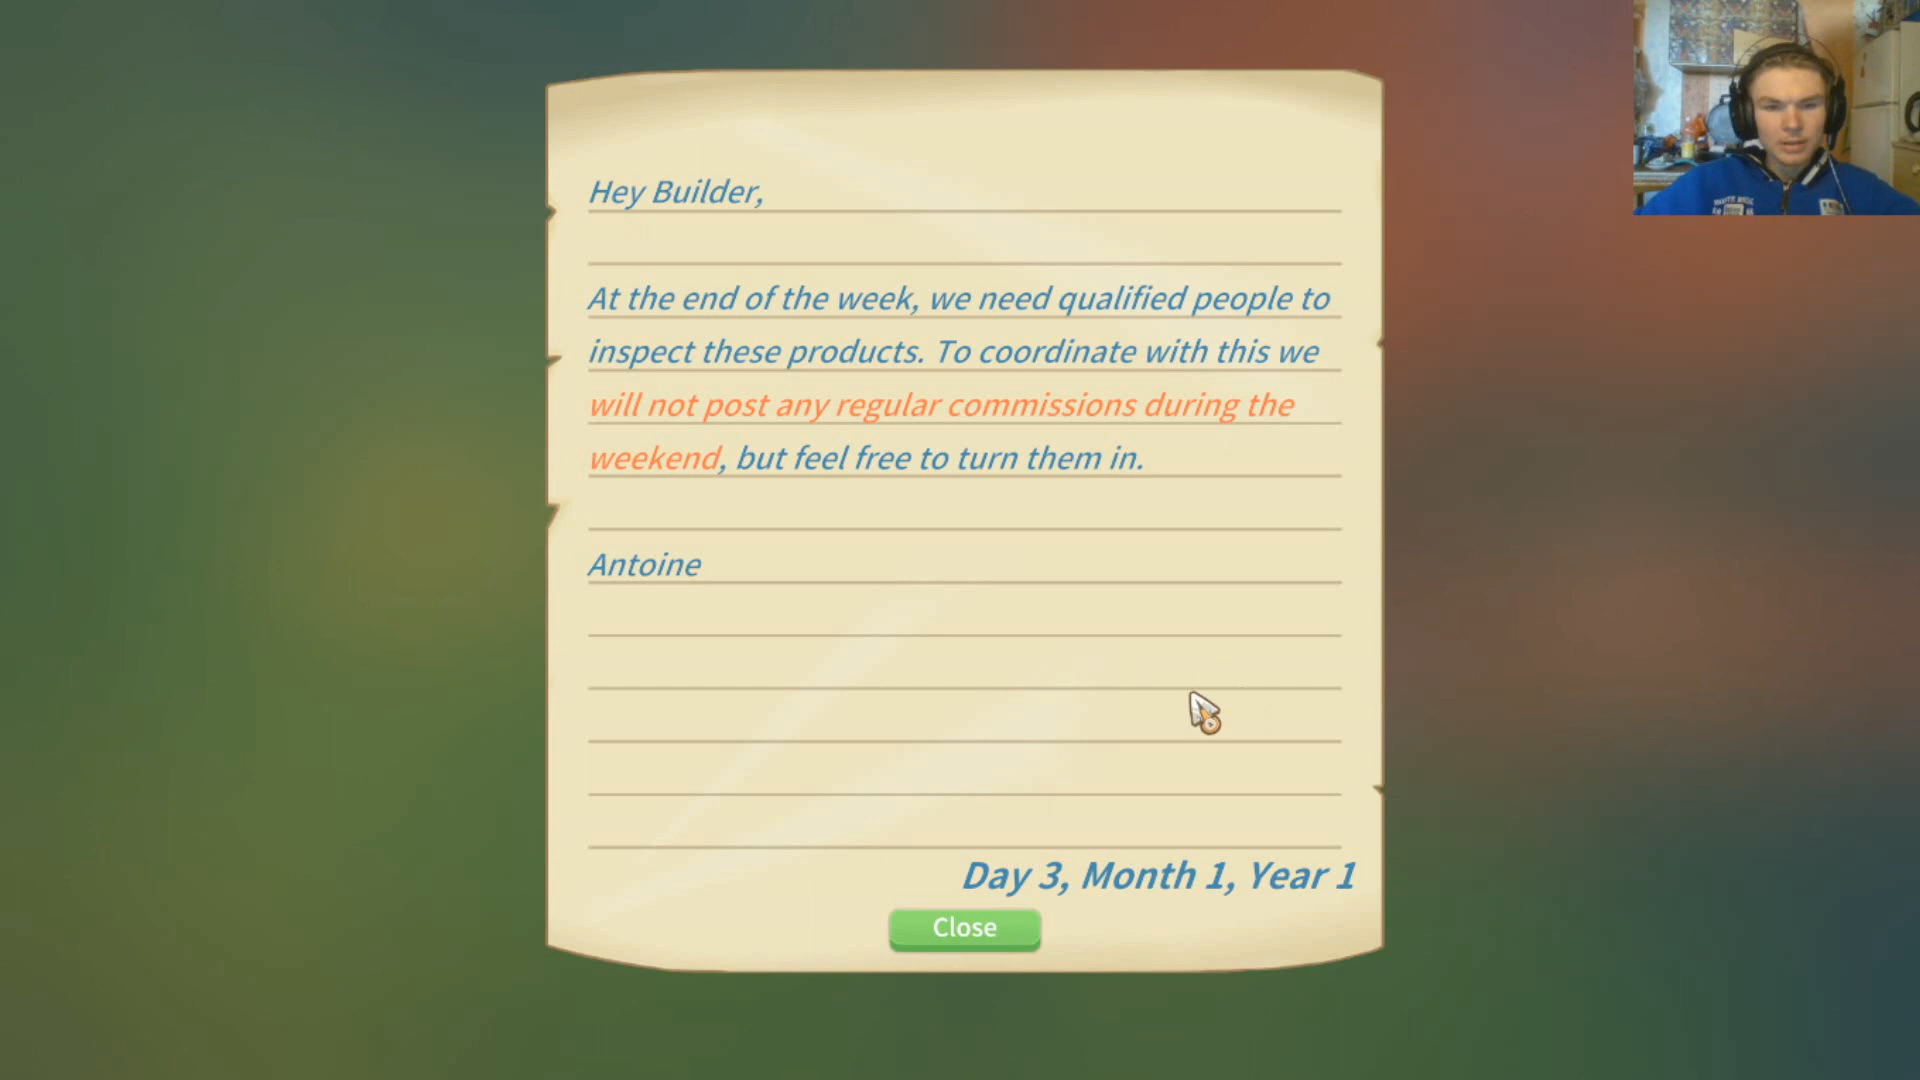 Hey Builder,
At the end of the week, we need qualified people to
inspect these products. To coordinate with this we
will not post any regular commissions during the
weekend, but feel free to turn them in.
Antoine
Day 3, Month 1, Year 1
Close